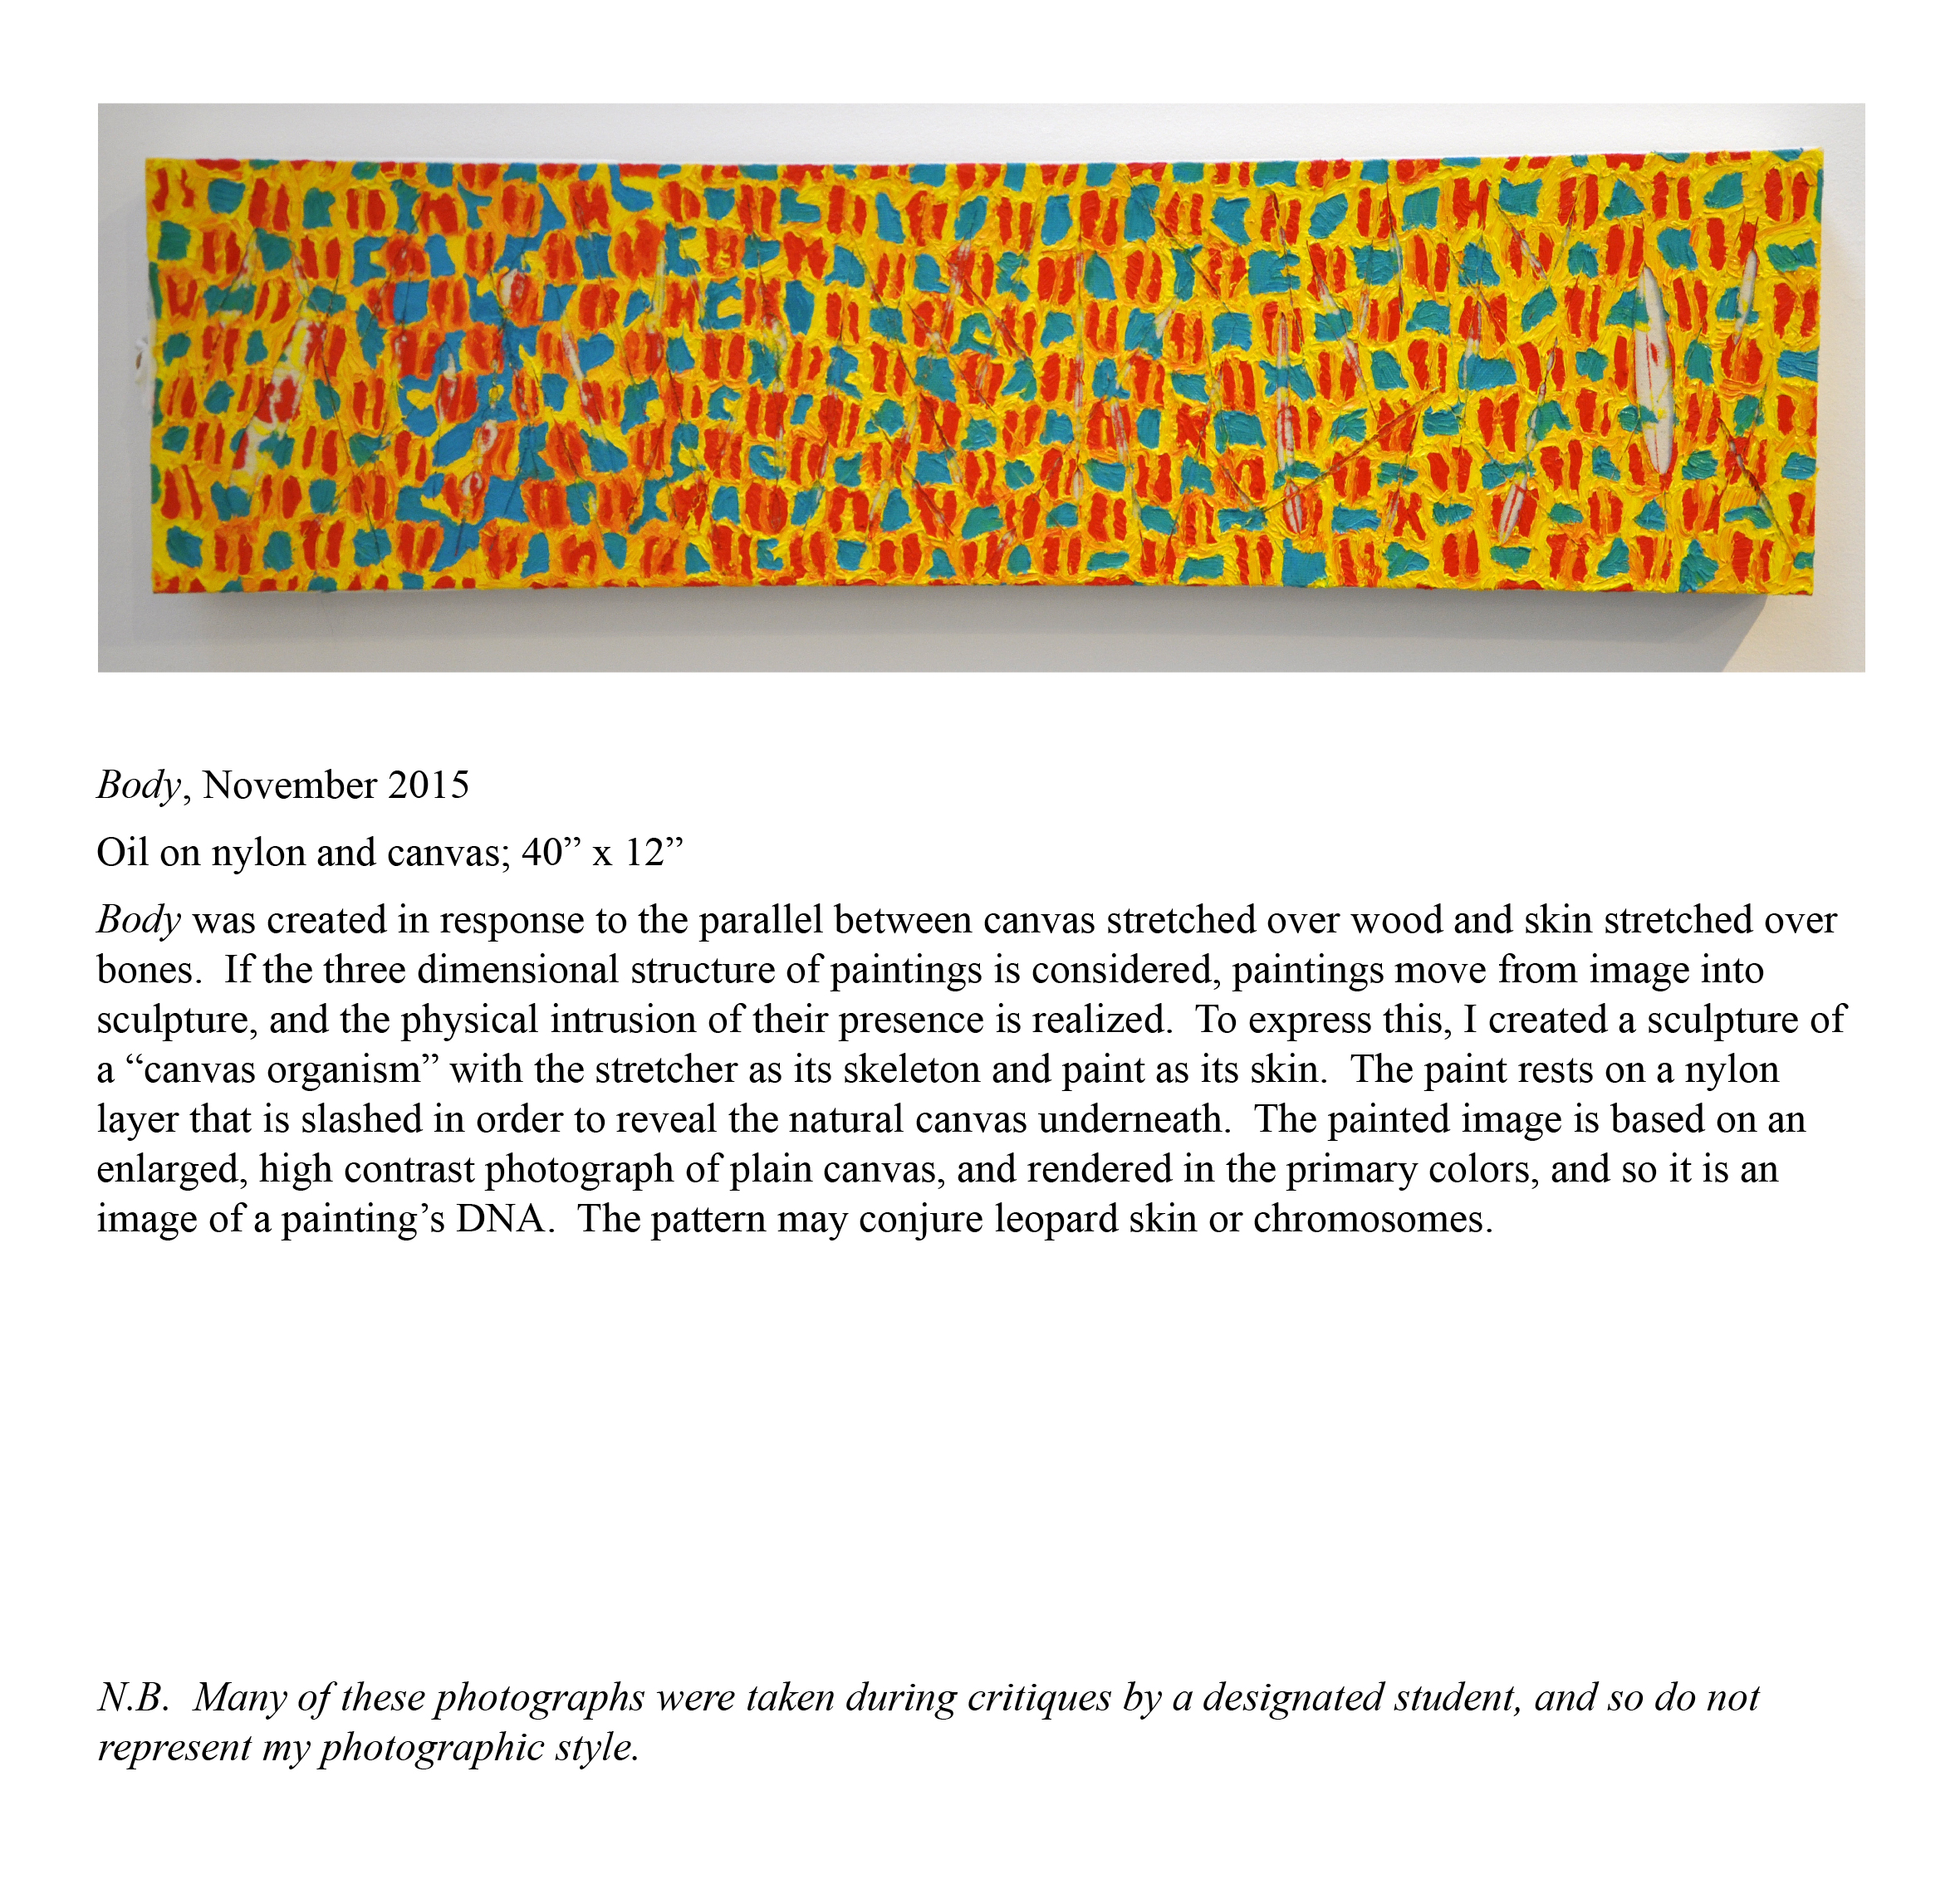 Body, November 2015
Oil on nylon and canvas; 40” x 12”
Body was created in response to the parallel between canvas stretched over wood and skin stretched over
bones.  If the three dimensional structure of paintings is considered, paintings move from image into
sculpture, and the physical intrusion of their presence is realized.  To express this, I created a sculpture of
a “canvas organism” with the stretcher as its skeleton and paint as its skin.  The paint rests on a nylon
layer that is slashed in order to reveal the natural canvas underneath.  The painted image is based on an
enlarged, high contrast photograph of plain canvas, and rendered in the primary colors, and so it is an
image of a painting’s DNA.  The pattern may conjure leopard skin or chromosomes.
N.B.  Many of these photographs were taken during critiques by a designated student, and so do not
represent my photographic style.